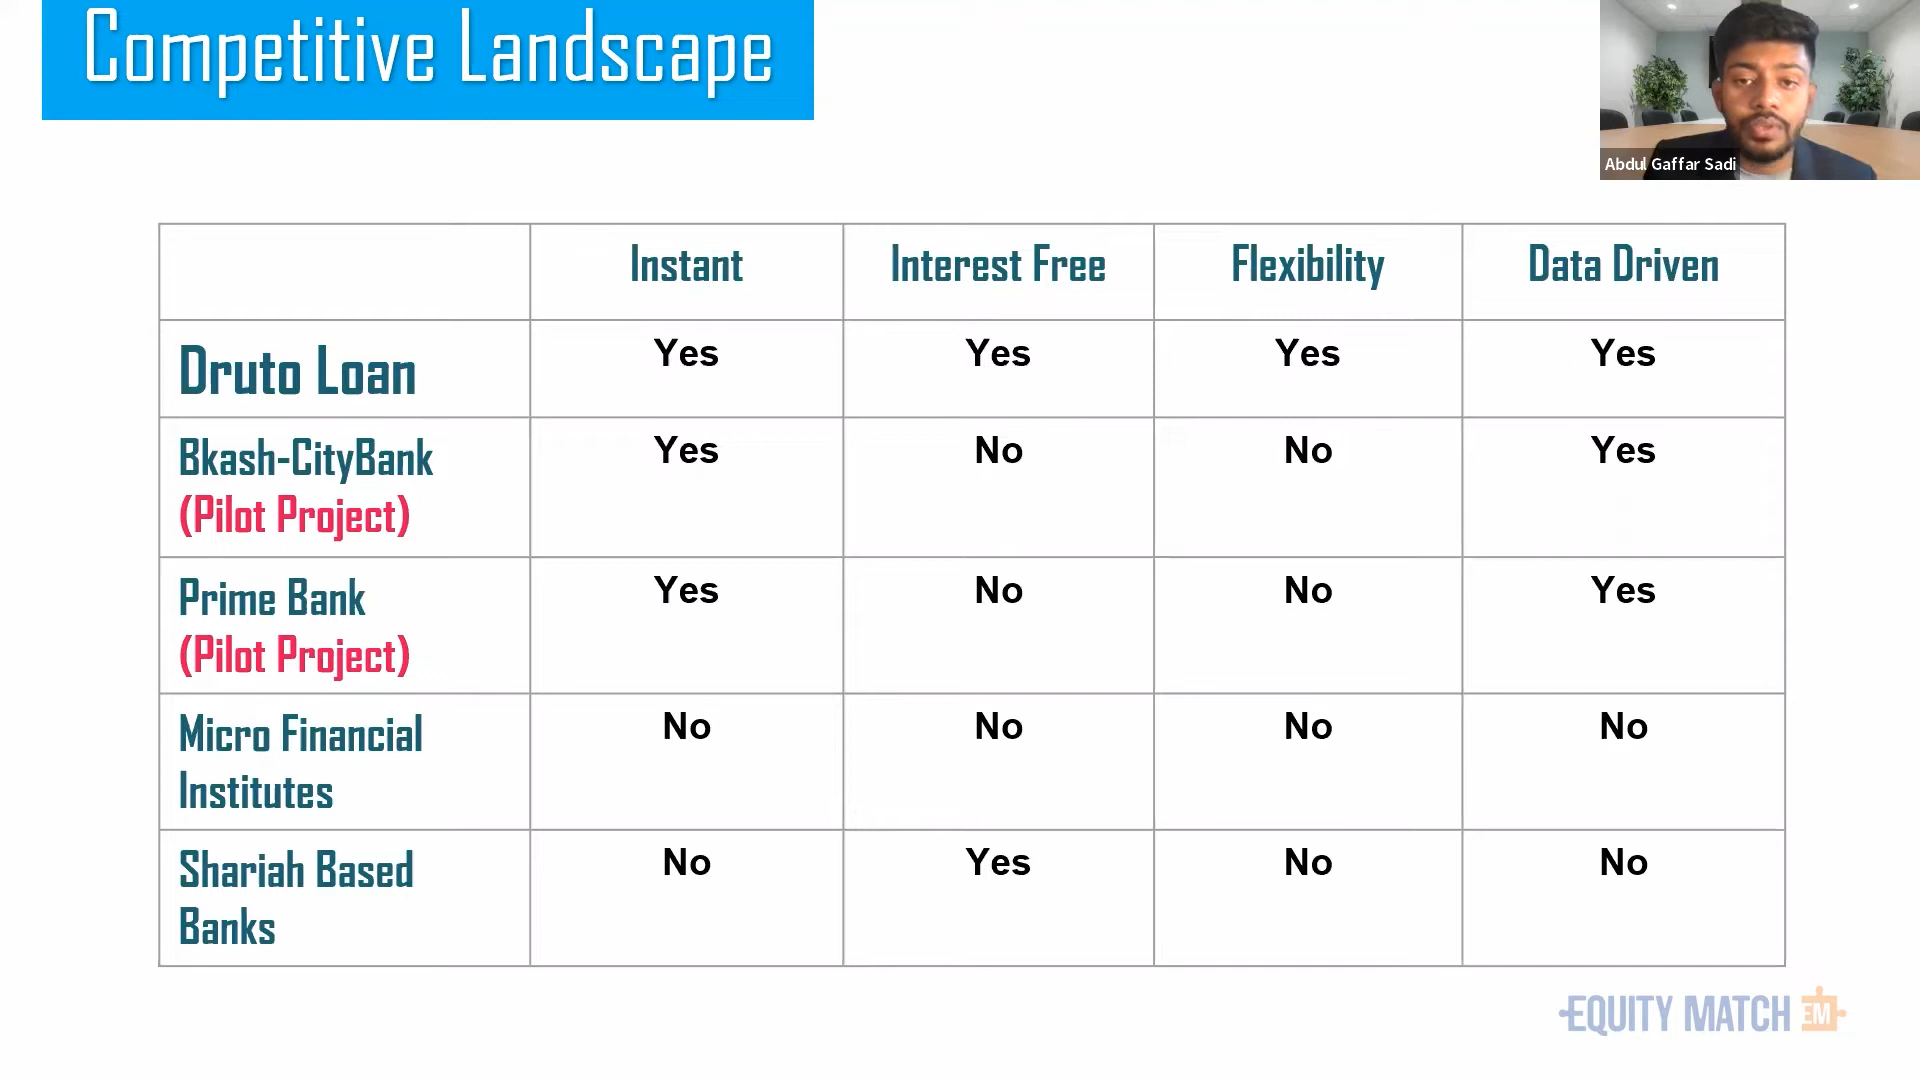 Competitive Landscape
Abdul Gaffar Sadi
Instant Interest Free Flexibility Data Driven
Druto Loan Yes Yes Yes Yes
Bkash-CityBank Yes No No Yes
(Pilot Project)
Prime Bank Yes No No Yes
(Pilot Project)
Micro Financial No No No No
Institutes
Shariah Based No Yes No No
Banks
EQUITY MATCH EM